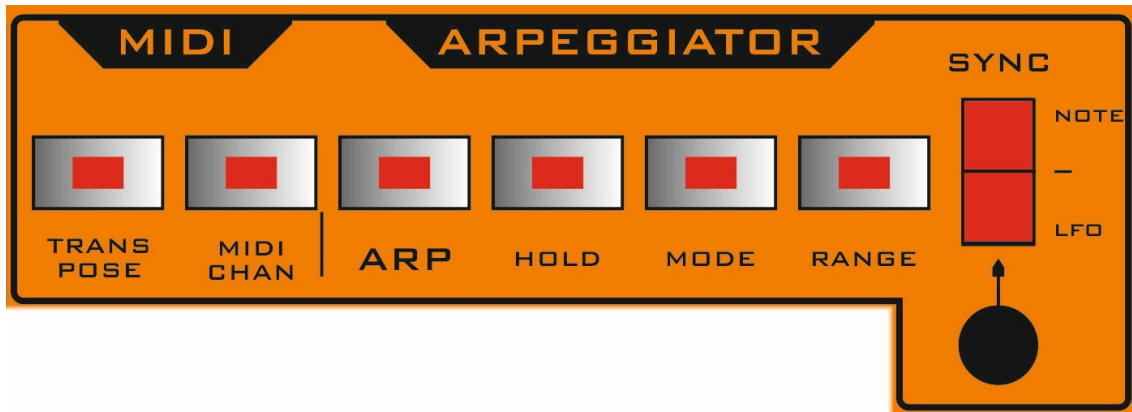 MIDI
ARPEGGIATOR
SYNC
NOTE
–
LFO
TRANS
POSE
MIDI
CHAN
ARP
HOLD
MODE
RANGE